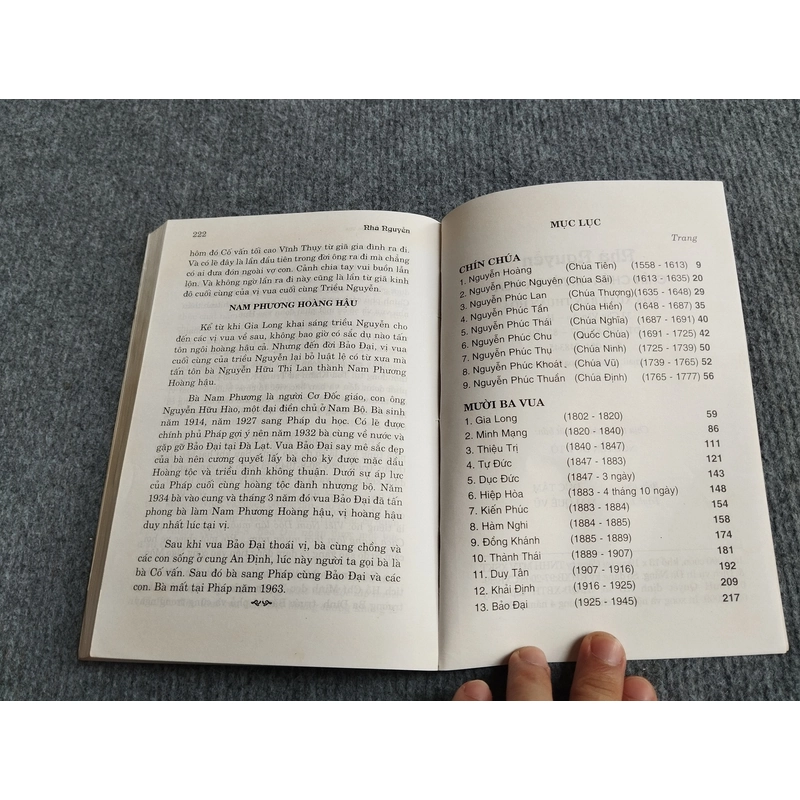 222
Nhà Nguyễn
hôm đó Cố vấn tối cao Vĩnh Thụy từ giã gia đình ra đi.
Và có lẽ đây là lần đầu tiên trong đời ông ra đi mà chẳng
có ai đưa đón ngoài vợ con. Cảnh chia tay vui buồn lẫn
lộn. Và không ngờ lần ra đi này cũng là lần từ giã kinh
đô cuối cùng của vị vua cuối cùng Triều Nguyễn.
NAM PHƯƠNG HOÀNG HẬU
Kể từ khi Gia Long khai sáng triều Nguyễn cho
đến các vị vua về sau, không bao giờ có sắc dụ nào tấn
tôn ngôi hoàng hậu cả. Nhưng đến đời Bảo Đại, vị vua
cuối cùng của triều Nguyễn lại bỏ luật lệ có từ xưa mà
tấn tôn bà Nguyễn Hữu Thị Lan thành Nam Phương
Hoàng hậu.
Bà Nam Phương là người Cơ Đốc giáo, con ông
Nguyễn Hữu Hào, một đại điền chủ ở Nam Bộ. Bà sinh
năm 1914, năm 1927 sang Pháp du học. Có lẽ được
chính phủ Pháp gợi ý nên năm 1932 bà cùng về nước và
gặp gỡ Bảo Đại tại Đà Lạt. Vua Bảo Đại say mê sắc đẹp
của bà nên cương quyết lấy bà cho kỳ được mặc dầu
Hoàng tộc và triều đình không thuận. Dưới sự áp lực
của Pháp cuối cùng hoàng tộc đành nhượng bộ. Năm
1934 bà vào cung và tháng 3 năm đó vua Bảo Đại đã tấn
phong bà làm Nam Phương Hoàng hậu, vị hoàng hậu
duy nhất lúc tại vị.
Sau khi vua Bảo Đại thoái vị, bà cùng chồng và
các con sống ở cung An Định, lúc này người ta gọi bà là
bà Cố vấn. Sau đó bà sang Pháp cùng Bảo Đại và các
con. Bà mất tại Pháp năm 1963.
MỤC LỤC
Trang
CHÍN CHÚA
1. Nguyễn Hoàng (Chúa Tiên) (1558 - 1613) 9
2. Nguyễn Phúc Nguyên (Chúa Sãi) (1613 - 1635) 20
3. Nguyễn Phúc Lan (Chúa Thượng) (1635 - 1648) 29
4. Nguyễn Phúc Tần (Chúa Hiền) (1648 - 1687) 35
5. Nguyễn Phúc Thái (Chúa Nghĩa) (1687 - 1691) 40
6. Nguyễn Phúc Chu (Quốc Chúa) (1691 - 1725) 42
7. Nguyễn Phúc Thụ (Chúa Ninh) (1725 - 1739) 50
8. Nguyễn Phúc Khoát (Chúa Vũ) (1739 - 1765) 52
9. Nguyễn Phúc Thuần (Chúa Định) (1765 - 1777) 56
MƯỜI BA VUA
1. Gia Long (1802 - 1820) 59
2. Minh Mạng (1820 - 1840) 86
3. Thiệu Trị (1840 - 1847) 111
4. Tự Đức (1847 - 1883) 121
5. Dục Đức (1847 - 3 ngày) 143
6. Hiệp Hòa (1883 - 4 tháng 10 ngày) 148
7. Kiến Phúc (1883 - 1884) 154
8. Hàm Nghi (1884 - 1885) 158
9. Đồng Khánh (1885 - 1889) 174
10. Thành Thái (1889 - 1907) 181
11. Duy Tân (1907 - 1916) 192
12. Khải Định (1916 - 1925) 209
13. Bảo Đại (1925 - 1945) 217